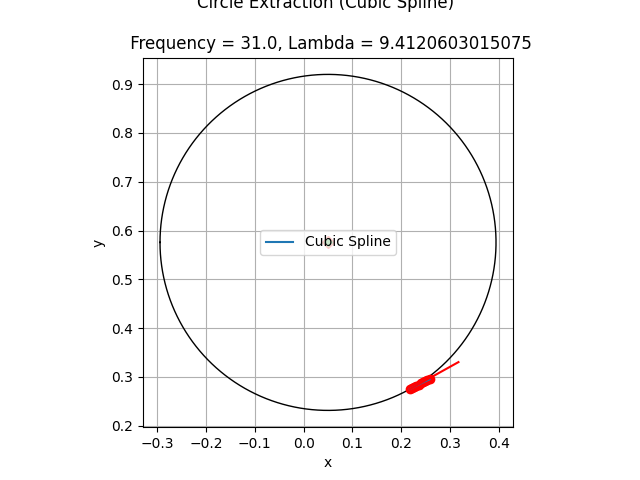 Circle Extraction (Cubic Spline)
Frequency = 31.0, Lambda = 9.4120603015075
0.9
0.8
0.7
0.6
0.5
0.4
0.3
0.2
y
Cubic Spline
−0.3 −0.2 −0.1 0.0 0.1 0.2 0.3 0.4
x